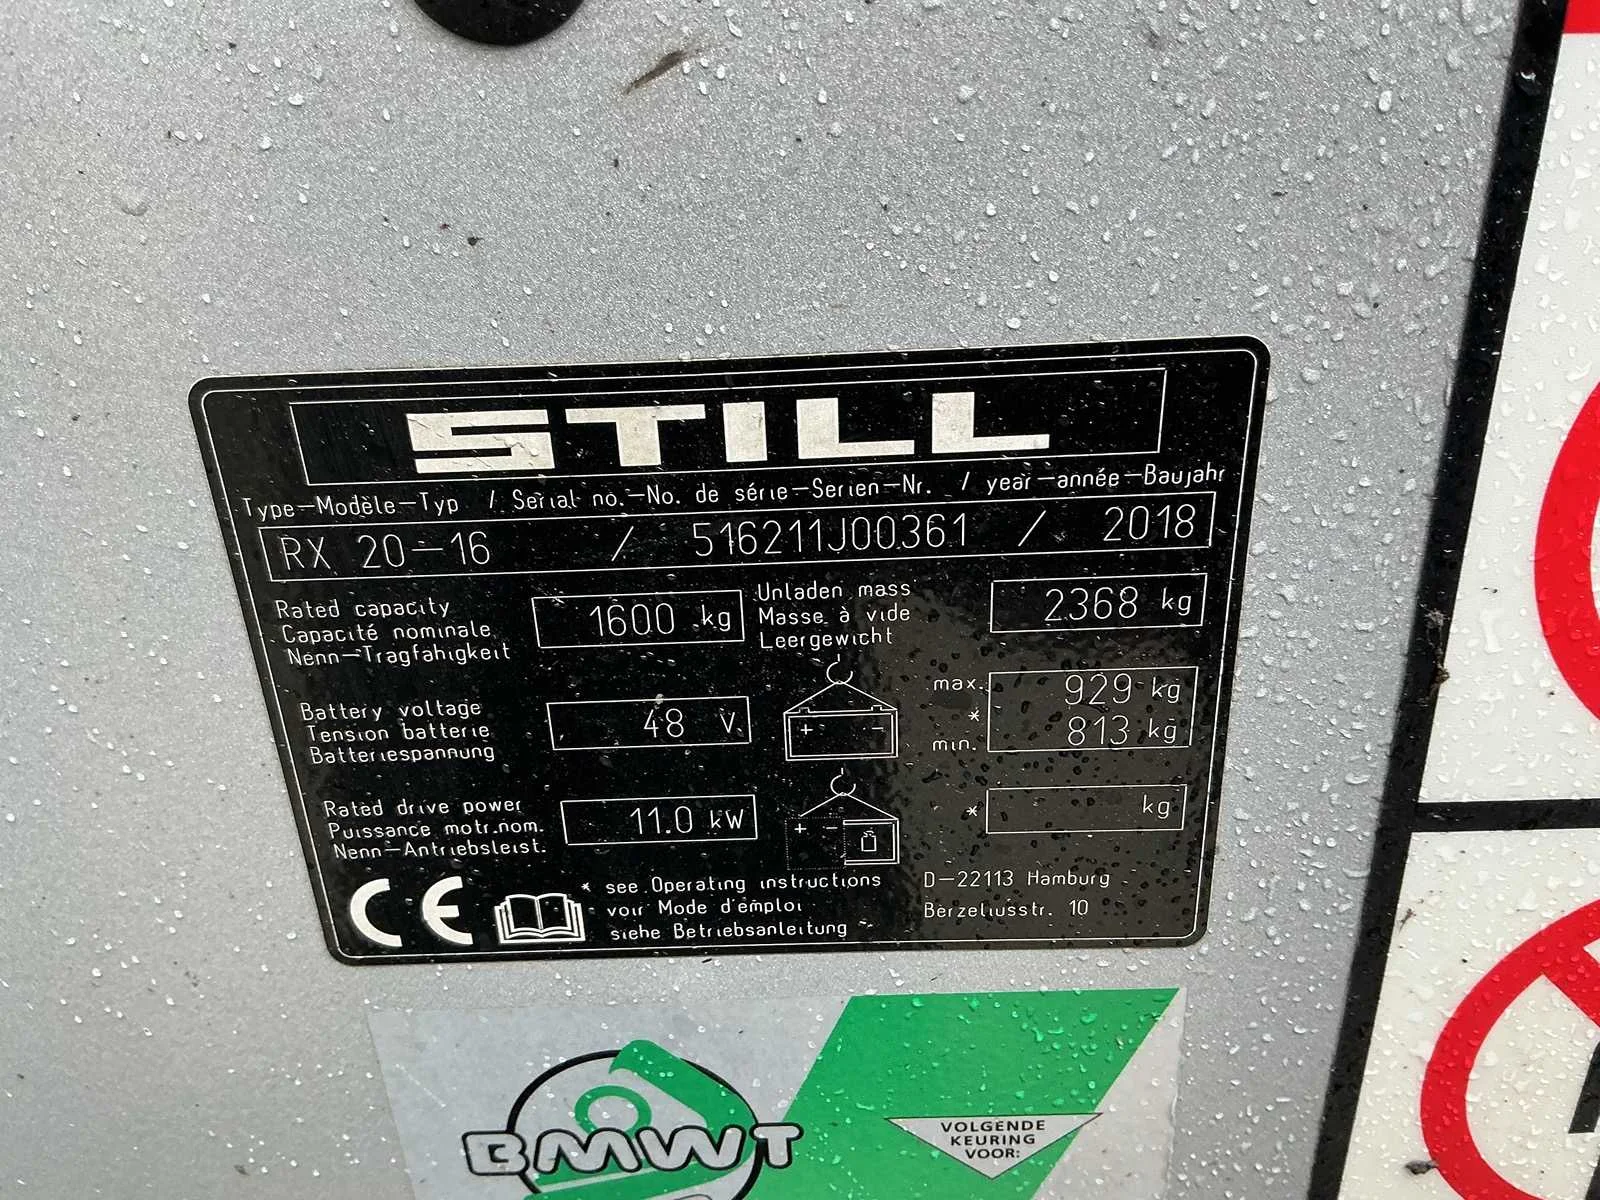 STILL
Type-Modèle-Typ / Serial no.-No. de série-Serien-Nr. / year-année-Baujahr
RX 20-16 / 516211J00361 / 2018
Rated capacity
Capacité nominale
Nenn-Tragfähigkeit
1600 kg
Unladen mass
Masse à vide
Leergewicht
2368 kg
Battery voltage
Tension batterie
Batteriespannung
48 V
+ -
max. 929 kg
*
min. 813 kg
Rated drive power
Puissance motr.nom.
Nenn-Antriebsleist.
11.0 kW
+ -
* kg
CE
* see Operating instructions
voir Mode d'emploi
siehe Betriebsanleitung
D-22113 Hamburg
Berzeliusstr. 10
BMWT
VOLGENDE
KEURING
VOOR: